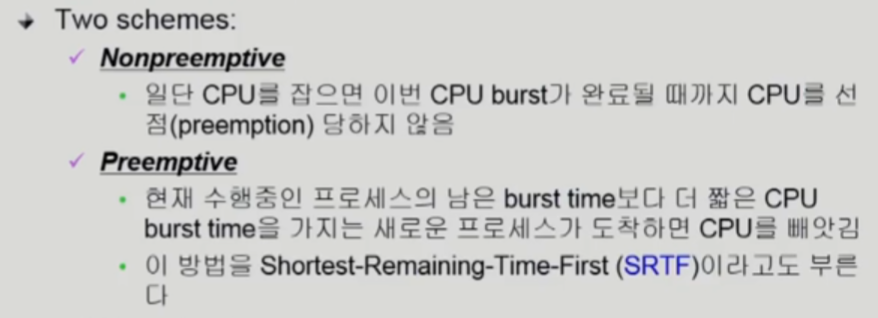 Two schemes:
Nonpreemptive
일단 CPU를 잡으면 이번 CPU burst가 완료될 때까지 CPU를 선
점(preemption) 당하지 않음
Preemptive
현재 수행중인 프로세스의 남은 burst time보다 더 짧은 CPU
burst time을 가지는 새로운 프로세스가 도착하면 CPU를 빼앗김
이 방법을 Shortest-Remaining-Time-First (SRTF)이라고도 부른
다